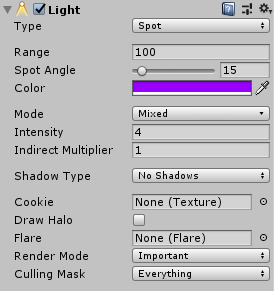 Light
Type Spot
Range 100
Spot Angle 15
Color
Mode Mixed
Intensity 4
Indirect Multiplier 1
Shadow Type No Shadows
Cookie None (Texture)
Draw Halo
Flare None (Flare)
Render Mode Important
Culling Mask Everything